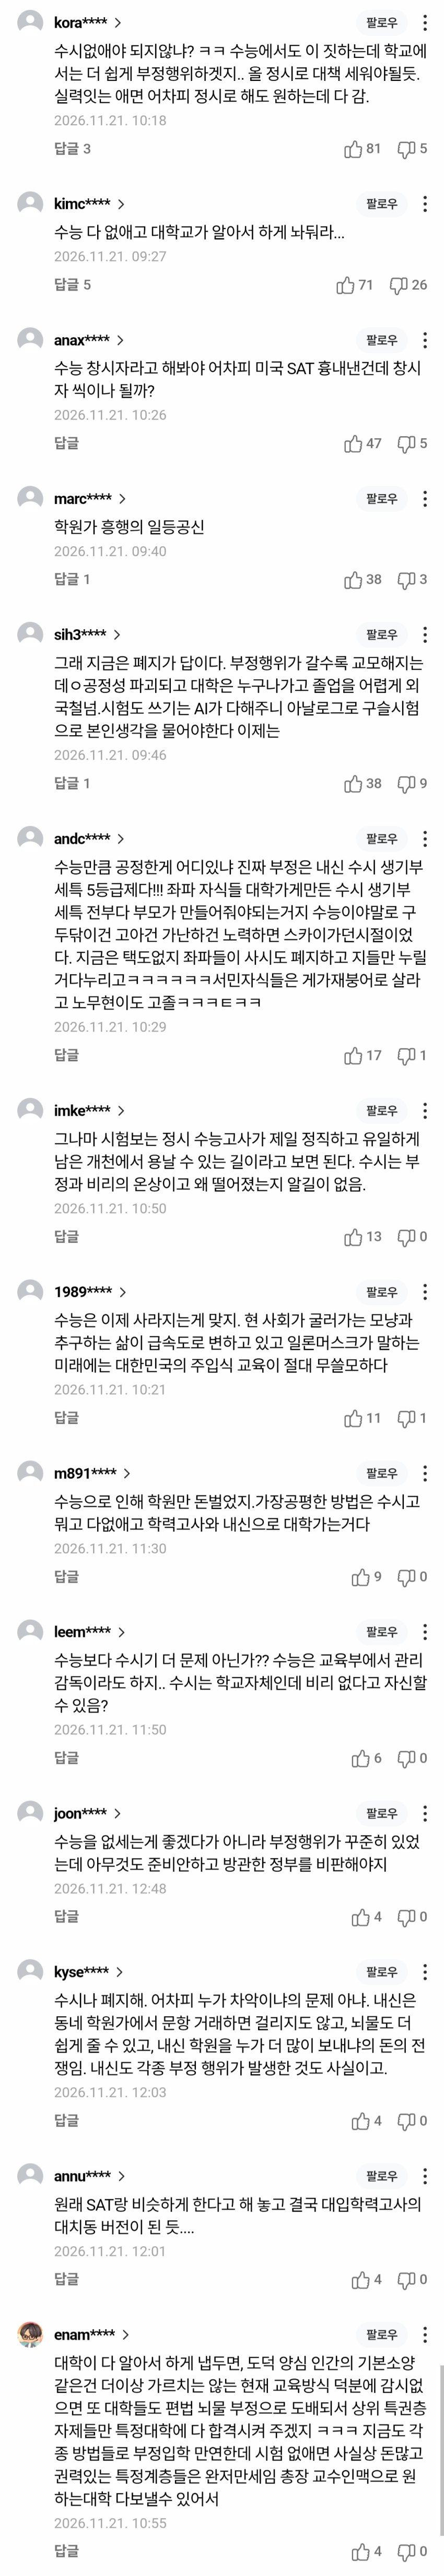 kora**** >
팔로우
수시없애야 되지않냐? ㅋㅋ 수능에서도 이 짓하는데 학교에
서는 더 쉽게 부정행위하겟지.. 올 정시로 대책 세워야될듯.
실력잇는 애면 어차피 정시로 해도 원하는데 다 감.
2026.11.21. 10:18
답글 3
81
5
kimc**** >
팔로우
수능 다 없애고 대학교가 알아서 하게 놔둬라...
2026.11.21. 09:27
답글 5
71
26
anax**** >
팔로우
수능 창시자라고 해봐야 어차피 미국 SAT 흉내낸건데 창시
자 씩이나 될까?
2026.11.21. 10:26
답글
47
5
marc**** >
팔로우
학원가 흥행의 일등공신
2026.11.21. 09:40
답글 1
38
3
sih3**** >
팔로우
그래 지금은 폐지가 답이다. 부정행위가 갈수록 교모해지는
데ㅇ공정성 파괴되고 대학은 누구나가고 졸업을 어렵게 외
국철넘.시험도 쓰기는 AI가 다해주니 아날로그로 구슬시험
으로 본인생각을 물어야한다 이제는
2026.11.21. 09:46
답글 1
38
9
andc**** >
팔로우
수능만큼 공정한게 어디있냐 진짜 부정은 내신 수시 생기부
세특 5등급제다!!! 좌파 자식들 대학가게만든 수시 생기부
세특 전부다 부모가 만들어줘야되는거지 수능이야말로 구
두닦이건 고아건 가난하건 노력하면 스카이가던시절이었
다. 지금은 택도없지 좌파들이 사시도 폐지하고 지들만 누릴
거다누리고ㅋㅋㅋㅋㅋㅋ서민자식들은 게가재붕어로 살라
고 노무현이도 고졸ㅋㅋㅋㅌㅋㅋ
2026.11.21. 10:29
답글
17
1
imke**** >
팔로우
그나마 시험보는 정시 수능고사가 제일 정직하고 유일하게
남은 개천에서 용날 수 있는 길이라고 보면 된다. 수시는 부
정과 비리의 온상이고 왜 떨어졌는지 알길이 없음.
2026.11.21. 10:50
답글
13
0
1989**** >
팔로우
수능은 이제 사라지는게 맞지. 현 사회가 굴러가는 모냥과
추구하는 삶이 급속도로 변하고 있고 일론머스크가 말하는
미래에는 대한민국의 주입식 교육이 절대 무쓸모하다
2026.11.21. 10:21
답글
11
1
m891**** >
팔로우
수능으로 인해 학원만 돈벌었지.가장공평한 방법은 수시고
뭐고 다없애고 학력고사와 내신으로 대학가는거다
2026.11.21. 11:30
답글
9
0
leem**** >
팔로우
수능보다 수시기 더 문제 아닌가?? 수능은 교육부에서 관리
감독이라도 하지.. 수시는 학교자체인데 비리 없다고 자신할
수 있음?
2026.11.21. 11:50
답글
6
0
joon**** >
팔로우
수능을 없세는게 좋겠다가 아니라 부정행위가 꾸준히 있었
는데 아무것도 준비안하고 방관한 정부를 비판해야지
2026.11.21. 12:48
답글
4
0
kyse**** >
팔로우
수시나 폐지해. 어차피 누가 차악이냐의 문제 아냐. 내신은
동네 학원가에서 문항 거래하면 걸리지도 않고, 뇌물도 더
쉽게 줄 수 있고, 내신 학원을 누가 더 많이 보내냐의 돈의 전
쟁임. 내신도 각종 부정 행위가 발생한 것도 사실이고.
2026.11.21. 12:03
답글
4
0
annu**** >
팔로우
원래 SAT랑 비슷하게 한다고 해 놓고 결국 대입학력고사의
대치동 버전이 된 듯....
2026.11.21. 12:01
답글
4
0
enam**** >
팔로우
대학이 다 알아서 하게 냅두면, 도덕 양심 인간의 기본소양
같은건 더이상 가르치는 않는 현재 교육방식 덕분에 감시없
으면 또 대학들도 편법 뇌물 부정으로 도배되서 상위 특권층
자제들만 특정대학에 다 합격시켜 주겠지 ㅋㅋㅋ 지금도 각
종 방법들로 부정입학 만연한데 시험 없애면 사실상 돈많고
권력있는 특정계층들은 완저만세임 총장 교수인맥으로 원
하는대학 다보낼수 있어서
2026.11.21. 10:55
답글
4
0